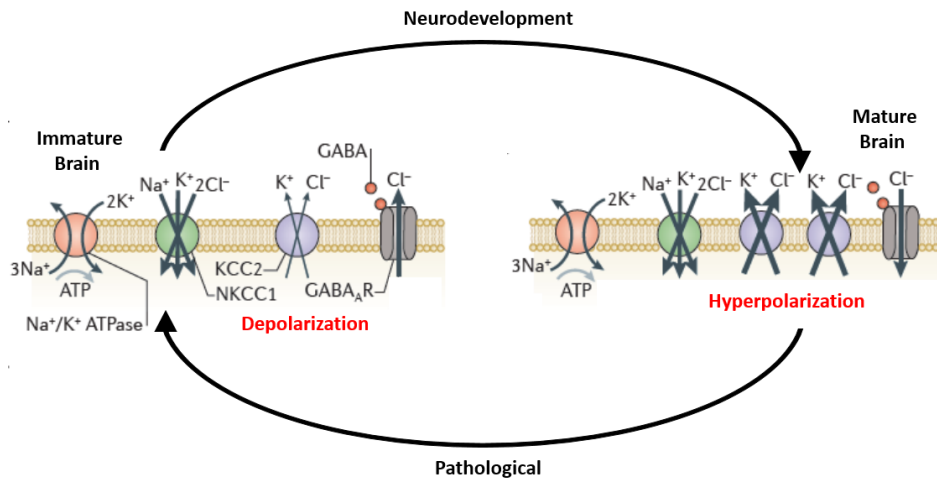 Neurodevelopment
Immature
Brain
Mature
Brain
GABA
Na⁺ K⁺ 2Cl⁻
K⁺ Cl⁻
Cl⁻
2K⁺
3Na⁺
ATP
KCC2
NKCC1
GABA_AR
Na⁺/K⁺ ATPase
Depolarization
Na⁺ K⁺ 2Cl⁻
K⁺ Cl⁻
K⁺ Cl⁻
Cl⁻
2K⁺
3Na⁺
ATP
Hyperpolarization
Pathological